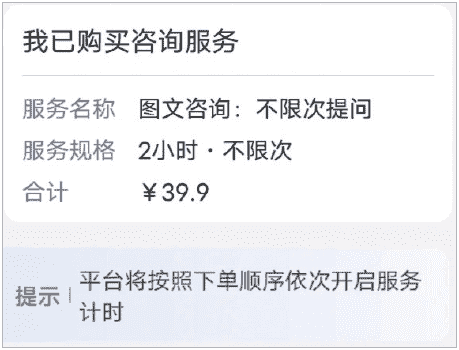 我已购买咨询服务
服务名称 图文咨询：不限次提问
服务规格 2小时·不限次
合计 ￥39.9
提示 | 平台将按照下单顺序依次开启服务
计时